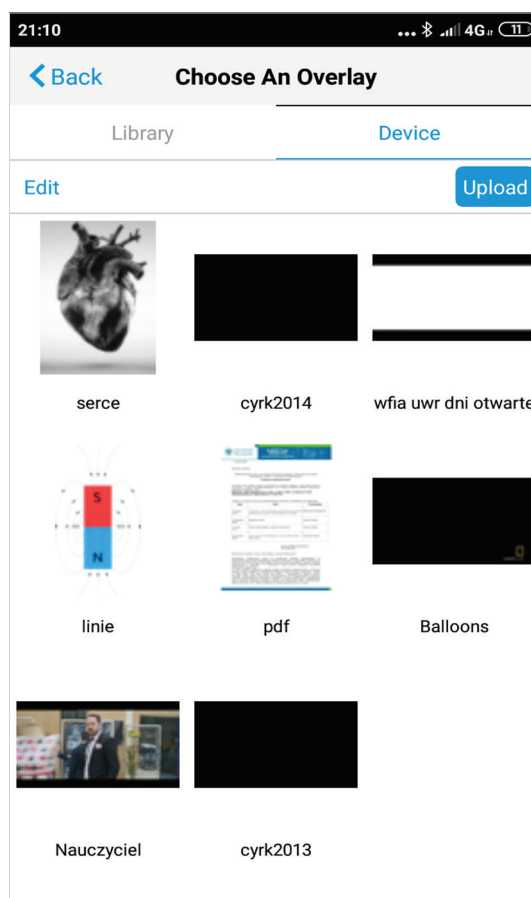 21:10
4G 11
Back Choose An Overlay
Library Device
Edit Upload
serce cyrk2014 wfia uwr dni otwarte
S
N
linie pdf Balloons
Nauczyciel cyrk2013